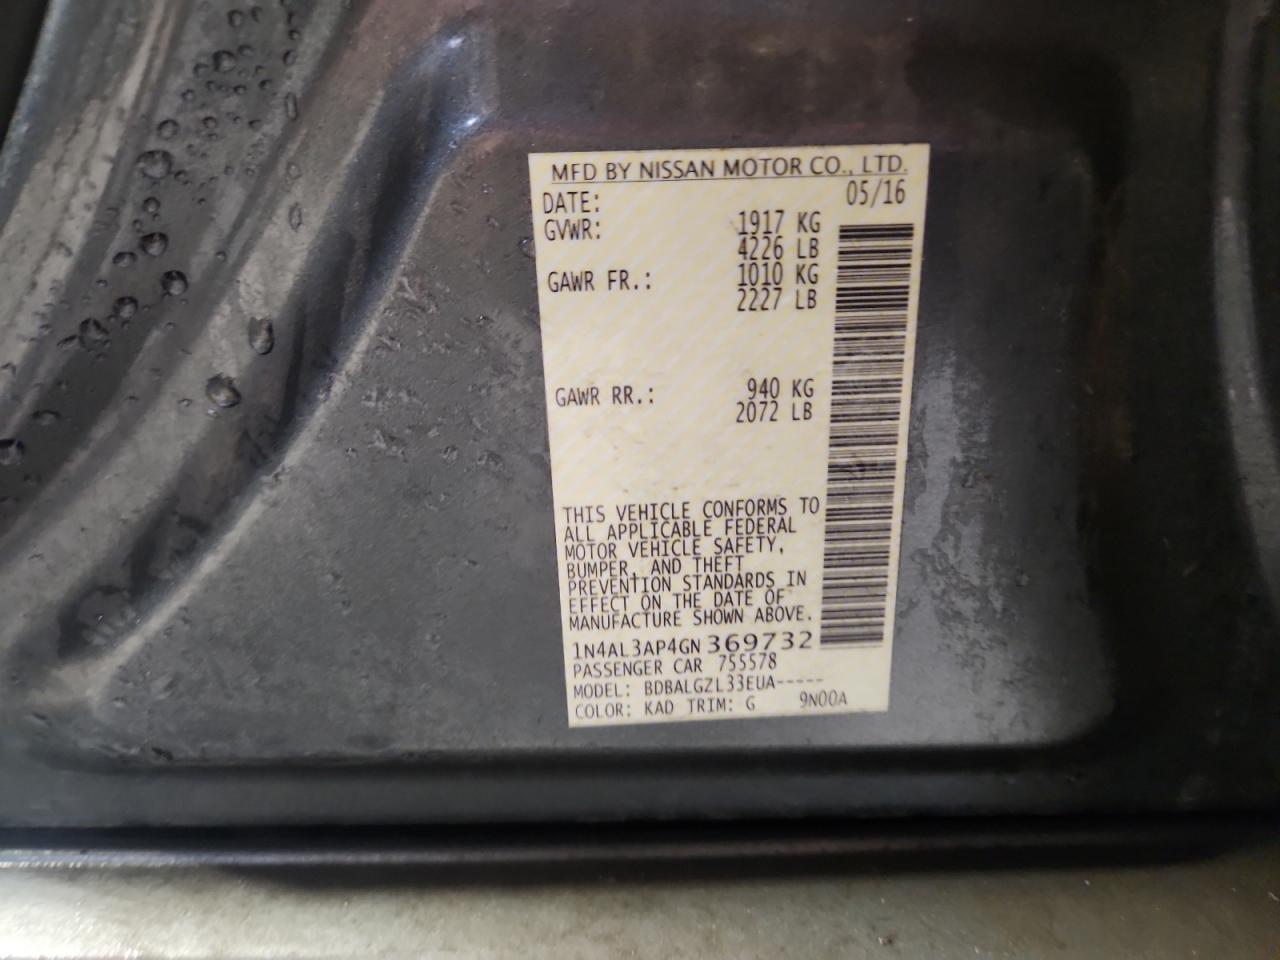 MFD BY NISSAN MOTOR CO., LTD.
DATE: 05/16
GVWR: 1917 KG
4226 LB
GAWR FR.: 1010 KG
2227 LB
GAWR RR.: 940 KG
2072 LB
THIS VEHICLE CONFORMS TO
ALL APPLICABLE FEDERAL
MOTOR VEHICLE SAFETY,
BUMPER, AND THEFT
PREVENTION STANDARDS IN
EFFECT ON THE DATE OF
MANUFACTURE SHOWN ABOVE.
1N4AL3AP4GN369732
PASSENGER CAR 755578
MODEL: BDBALGZL33EUA-----
COLOR: KAD TRIM: G 9N00A